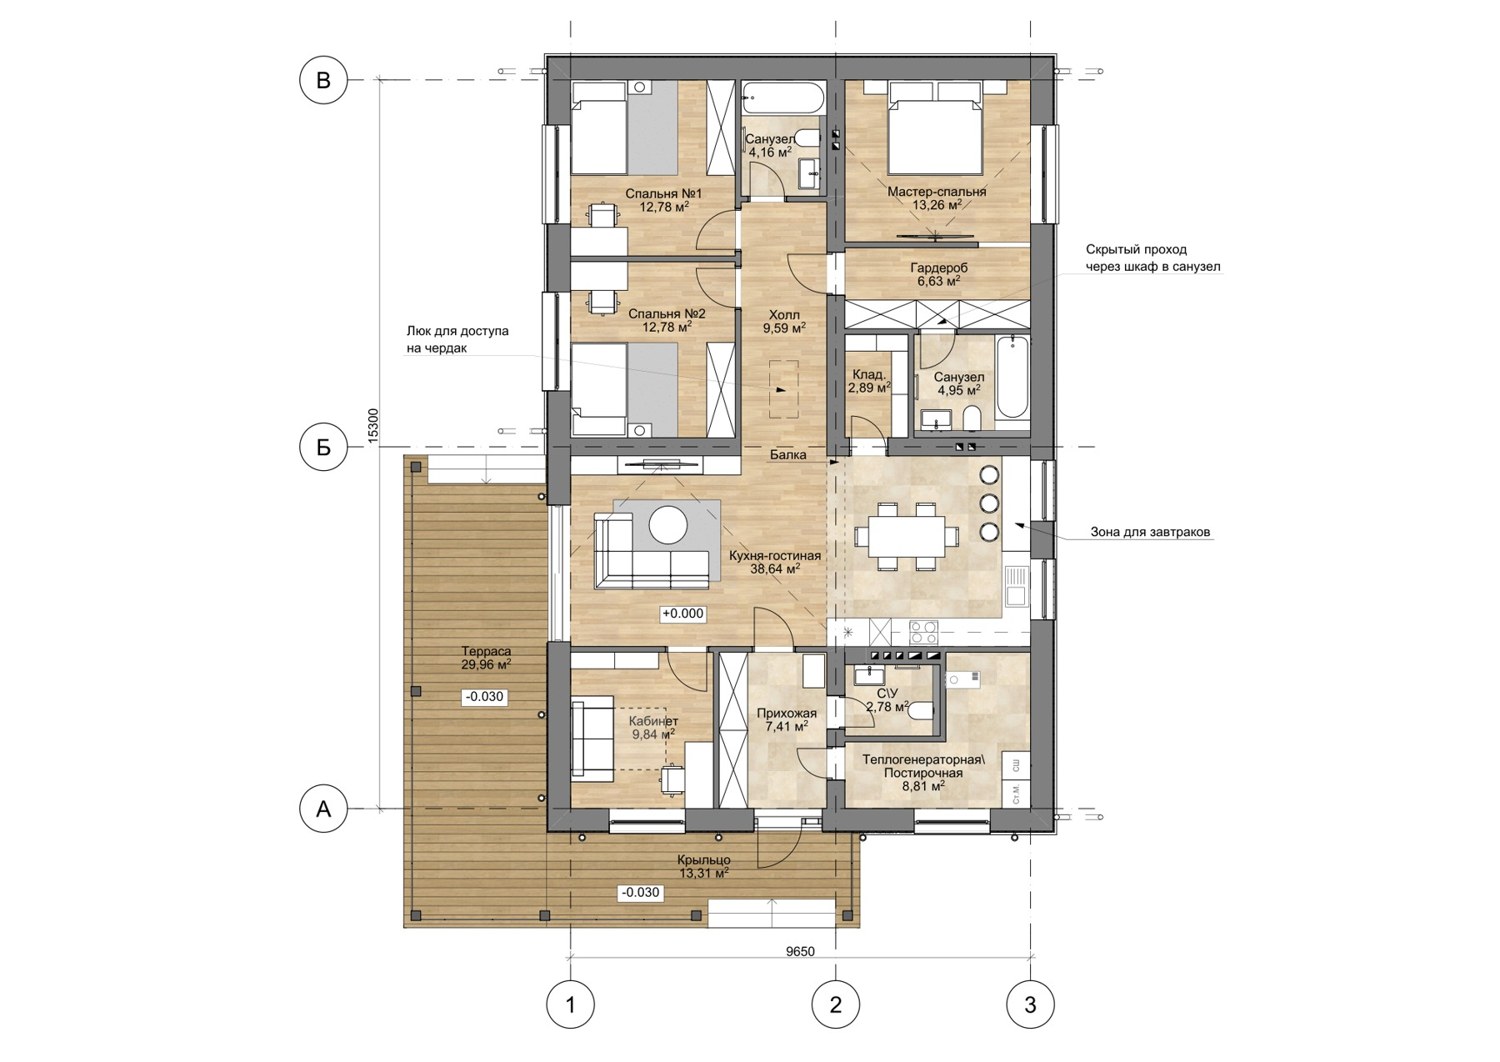 В
Санузел
4,16 м²
Спальня №1
12,78 м²
Мастер-спальня
13,26 м²
Скрытый проход
через шкаф в санузел
Гардероб
6,63 м²
Спальня №2
12,78 м²
Холл
9,59 м²
Люк для доступа
на чердак
Клад.
2,89 м²
Санузел
4,95 м²
15300
Б
Балка
Зона для завтраков
Кухня-гостиная
38,64 м²
+0.000
Терраса
29,96 м²
-0.030
С\У
2,78 м²
Кабинет
9,84 м²
Прихожая
7,41 м²
Теплогенераторная\
Постирочная
8,81 м²
СШ
Ст.М.
А
Крыльцо
13,31 м²
-0.030
9650
1
2
3